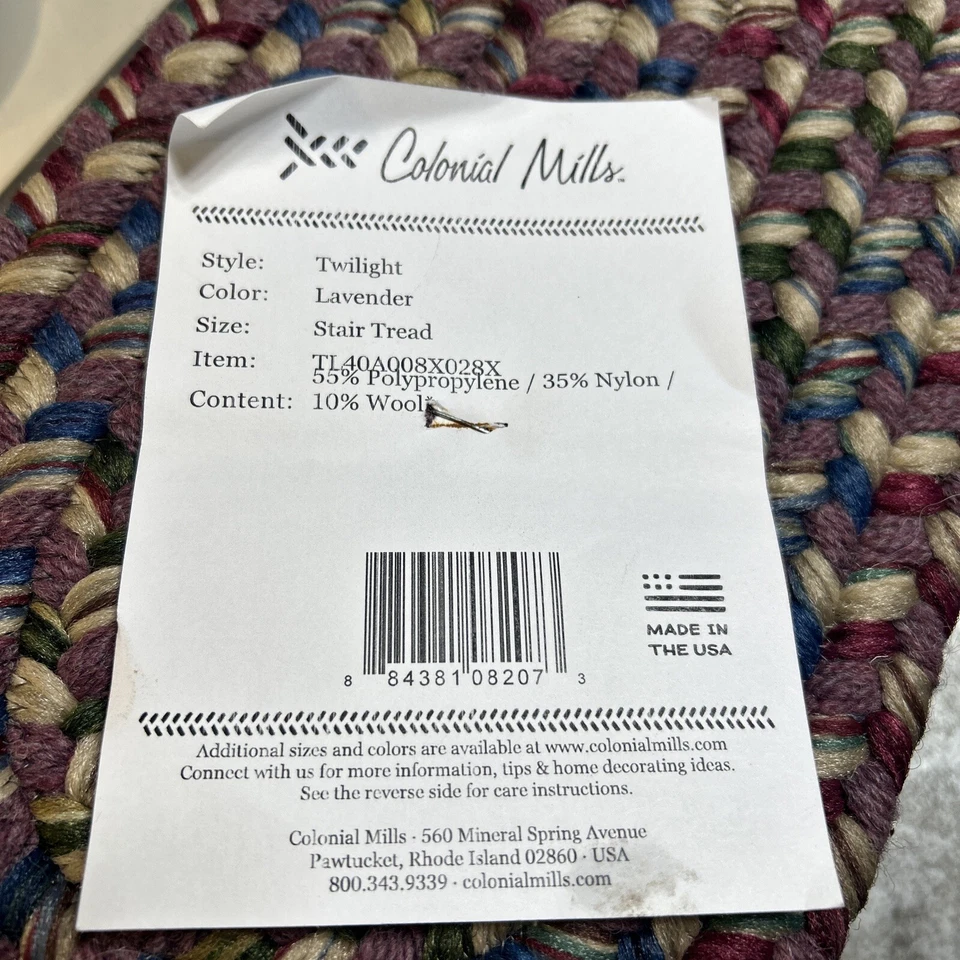 Colonial Mills™
Style: Twilight
Color: Lavender
Size: Stair Tread
Item: TL40A008X028X
55% Polypropylene / 35% Nylon /
Content: 10% Wool*
MADE IN
THE USA
8 84381 08207 3
Additional sizes and colors are available at www.colonialmills.com
Connect with us for more information, tips & home decorating ideas.
See the reverse side for care instructions.
Colonial Mills · 560 Mineral Spring Avenue
Pawtucket, Rhode Island 02860 · USA
800.343.9339 · colonialmills.com